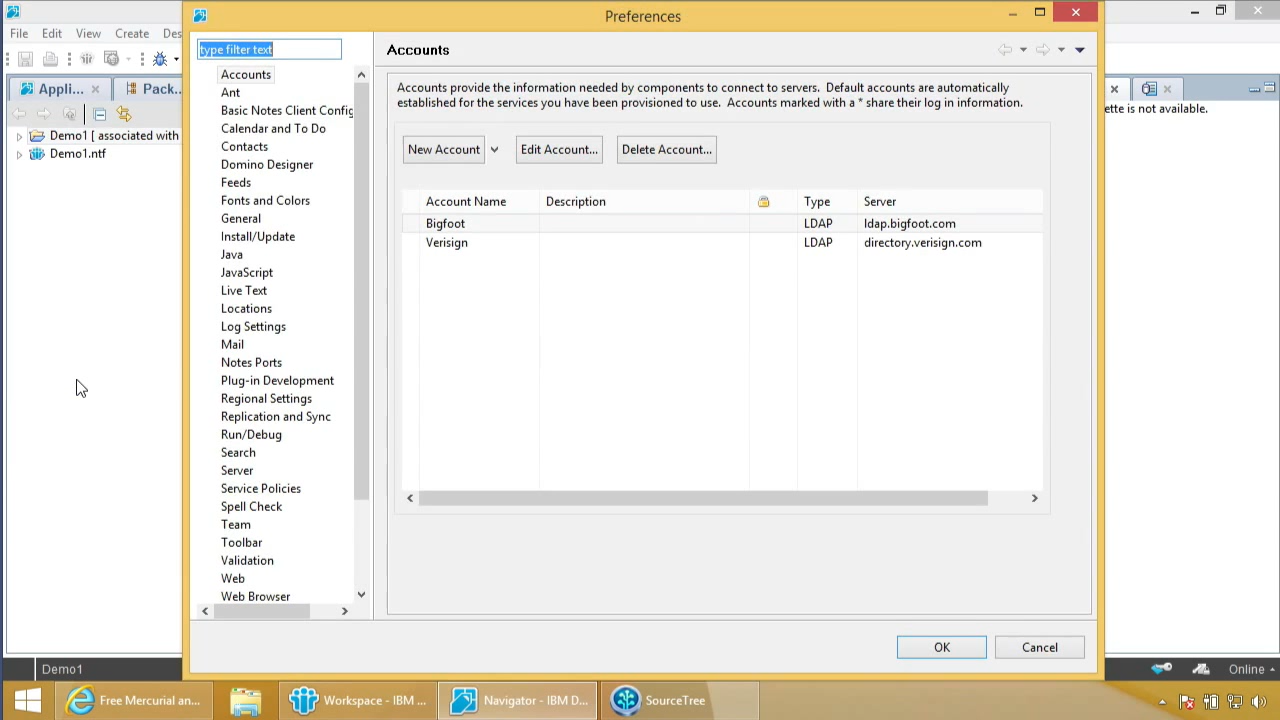 Preferences
File Edit View Create Des
type filter text
Accounts
Appli... Pack...
ette is not available.
Accounts
Ant
Basic Notes Client Config
Calendar and To Do
Contacts
Domino Designer
Feeds
Fonts and Colors
General
Install/Update
Java
JavaScript
Live Text
Locations
Log Settings
Mail
Notes Ports
Plug-in Development
Regional Settings
Replication and Sync
Run/Debug
Search
Server
Service Policies
Spell Check
Team
Toolbar
Validation
Web
Web Browser
Demo1 [ associated with
Demo1.ntf
Accounts provide the information needed by components to connect to servers. Default accounts are automatically
established for the services you have been provisioned to use. Accounts marked with a * share their log in information.
New Account Edit Account... Delete Account...
Account Name Description Type Server
Bigfoot LDAP ldap.bigfoot.com
Verisign LDAP directory.verisign.com
OK Cancel
Demo1 Online
Free Mercurial an... Workspace - IBM ... Navigator - IBM D... SourceTree